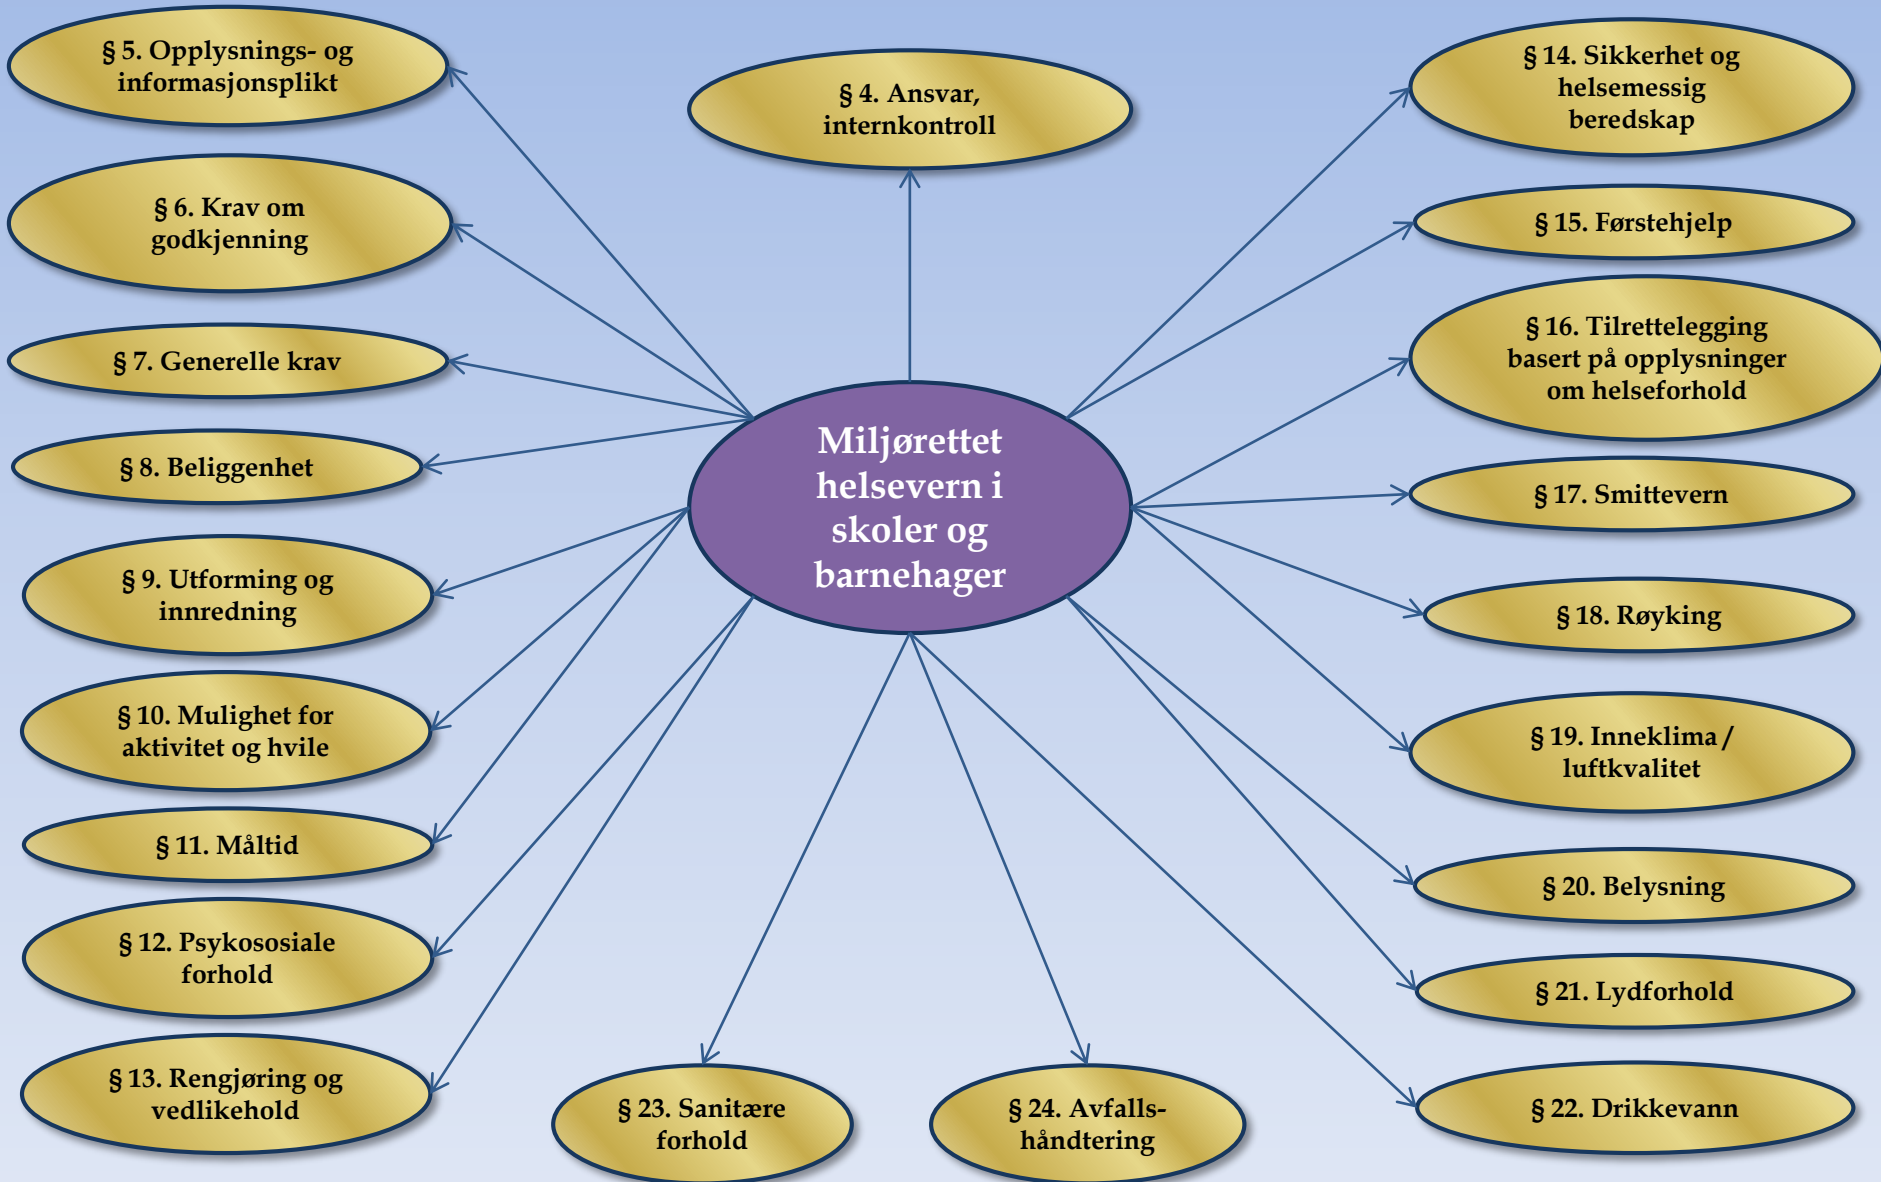 § 5. Opplysnings- og
informasjonsplikt
§ 6. Krav om
godkjenning
§ 7. Generelle krav
§ 8. Beliggenhet
§ 9. Utforming og
innredning
§ 10. Mulighet for
aktivitet og hvile
§ 11. Måltid
§ 12. Psykososiale
forhold
§ 13. Rengjøring og
vedlikehold
§ 4. Ansvar,
internkontroll
Miljørettet
helsevern i
skoler og
barnehager
§ 23. Sanitære
forhold
§ 24. Avfalls-
håndtering
§ 14. Sikkerhet og
helsemessig
beredskap
§ 15. Førstehjelp
§ 16. Tilrettelegging
basert på opplysninger
om helseforhold
§ 17. Smittevern
§ 18. Røyking
§ 19. Inneklima /
luftkvalitet
§ 20. Belysning
§ 21. Lydforhold
§ 22. Drikkevann